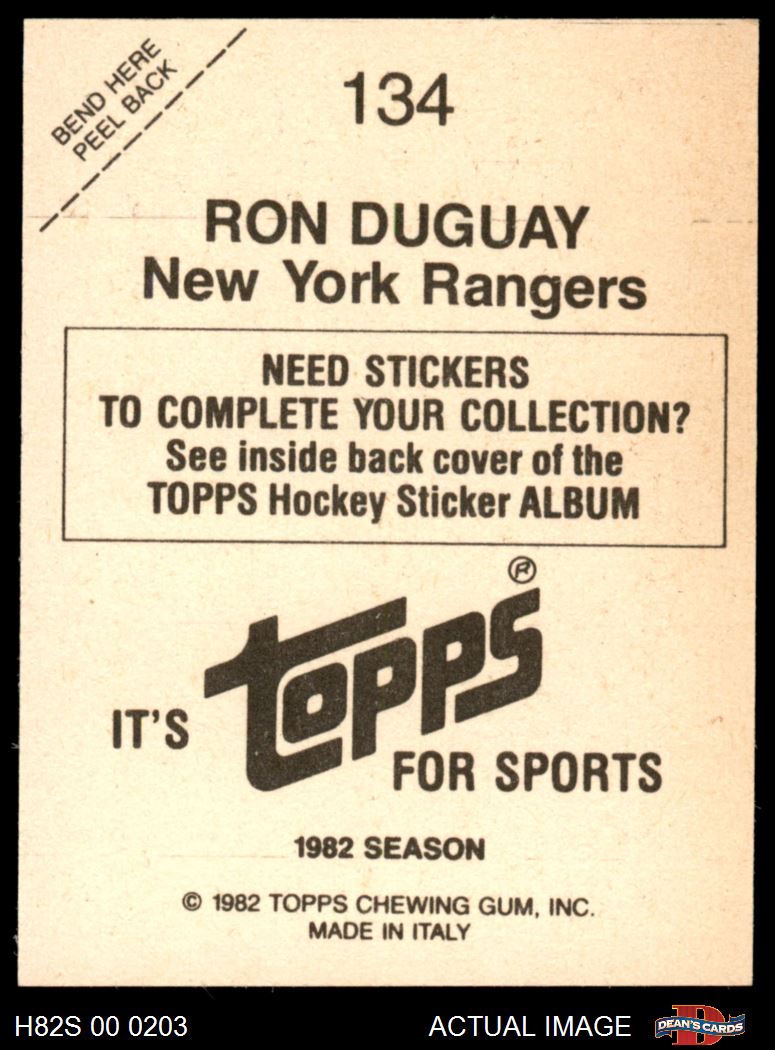 BEND HERE
PEEL BACK
134
RON DUGUAY
New York Rangers
NEED STICKERS
TO COMPLETE YOUR COLLECTION?
See inside back cover of the
TOPPS Hockey Sticker ALBUM
®
IT'S topps
FOR SPORTS
1982 SEASON
© 1982 TOPPS CHEWING GUM, INC.
MADE IN ITALY
H82S 00 0203
ACTUAL IMAGE
D
DEAN'S CARDS